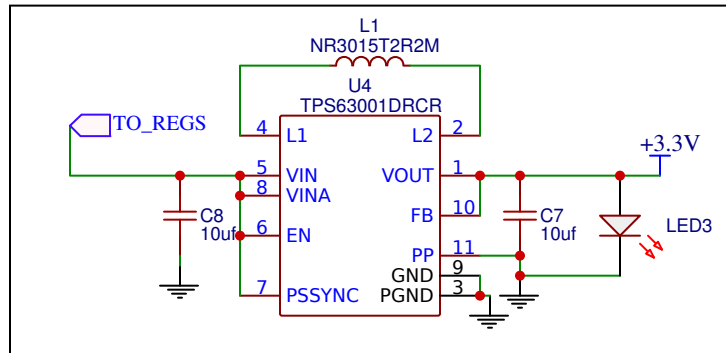 L1
NR3015T2R2M
U4
TPS63001DRCR
TO_REGS
4 L1 L2 2
5 VIN VOUT 1
8 VINA
FB 10
6 EN
PP 11
GND 9
7 PSSYNC PGND 3
C8
10uf
C7
10uf
+3.3V
LED3